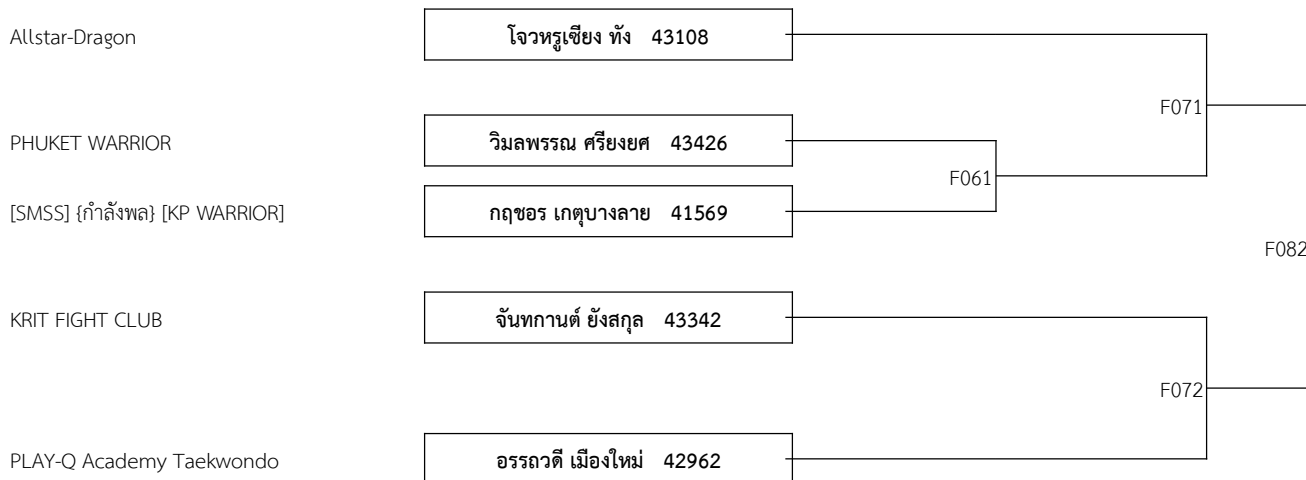 Allstar-Dragon โจวหรูเซียง ทัง 43108
F071
PHUKET WARRIOR วิมลพรรณ ศรียงยศ 43426
F061
[SMSS] {กำลังพล} [KP WARRIOR] กฤชอร เกตุบางลาย 41569
F082
KRIT FIGHT CLUB จันทกานต์ ยังสกุล 43342
F072
PLAY-Q Academy Taekwondo อรรถวดี เมืองใหม่ 42962